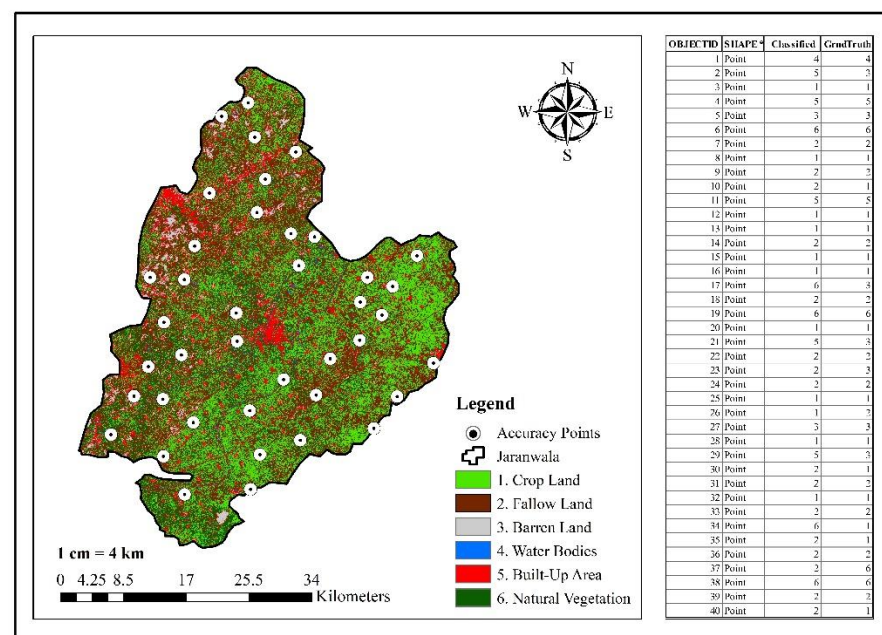 N
W E
S
Legend
Accuracy Points
Jaranwala
1. Crop Land
2. Fallow Land
3. Barren Land
4. Water Bodies
5. Built-Up Area
6. Natural Vegetation
1 cm = 4 km
0 4.25 8.5 17 25.5 34
Kilometers
OBJECTID SHAPE * Classified GrndTruth
1 Point 4 4
2 Point 5 3
3 Point 1 1
4 Point 5 5
5 Point 3 3
6 Point 6 6
7 Point 2 2
8 Point 1 1
9 Point 2 2
10 Point 2 1
11 Point 5 5
12 Point 1 1
13 Point 1 1
14 Point 2 2
15 Point 1 1
16 Point 1 1
17 Point 6 3
18 Point 2 2
19 Point 6 6
20 Point 1 1
21 Point 5 3
22 Point 2 2
23 Point 2 3
24 Point 2 2
25 Point 1 1
26 Point 1
27 Point 3 3
28 Point 1 1
29 Point 5 3
30 Point 2 1
31 Point 2 2
32 Point 1 1
33 Point 2 2
34 Point 6 1
35 Point 2 1
36 Point 2 2
37 Point 2 6
38 Point 6 6
39 Point 2 2
40 Point 2 1